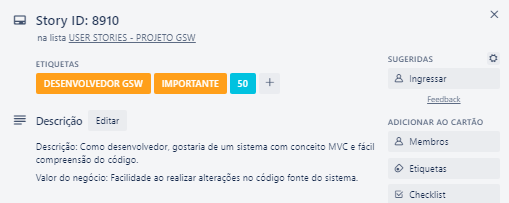 Story ID: 8910
na lista USER STORIES - PROJETO GSW
ETIQUETAS
DESENVOLVEDOR GSW IMPORTANTE 50 +
Descrição Editar
Descrição: Como desenvolvedor, gostaria de um sistema com conceito MVC e fácil
compreensão do código.
Valor do negócio: Facilidade ao realizar alterações no código fonte do sistema.
SUGERIDAS
Ingressar
Feedback
ADICIONAR AO CARTÃO
Membros
Etiquetas
Checklist